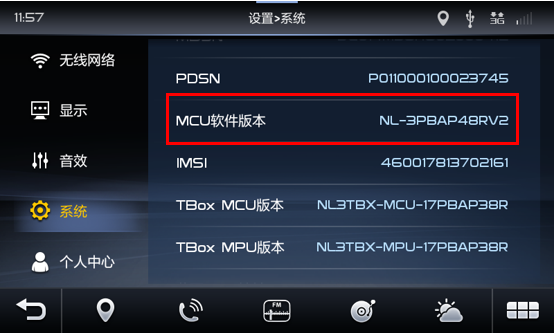 11:57
设置>系统
3G
无线网络
显示
音效
系统
个人中心
PDSN P011000100023745
MCU软件版本 NL-3PBAP48RV2
IMSI 460017813702161
TBox MCU版本 NL3TBX-MCU-17PBAP38R
TBox MPU版本 NL3TBX-MPU-17PBAP38R
FM